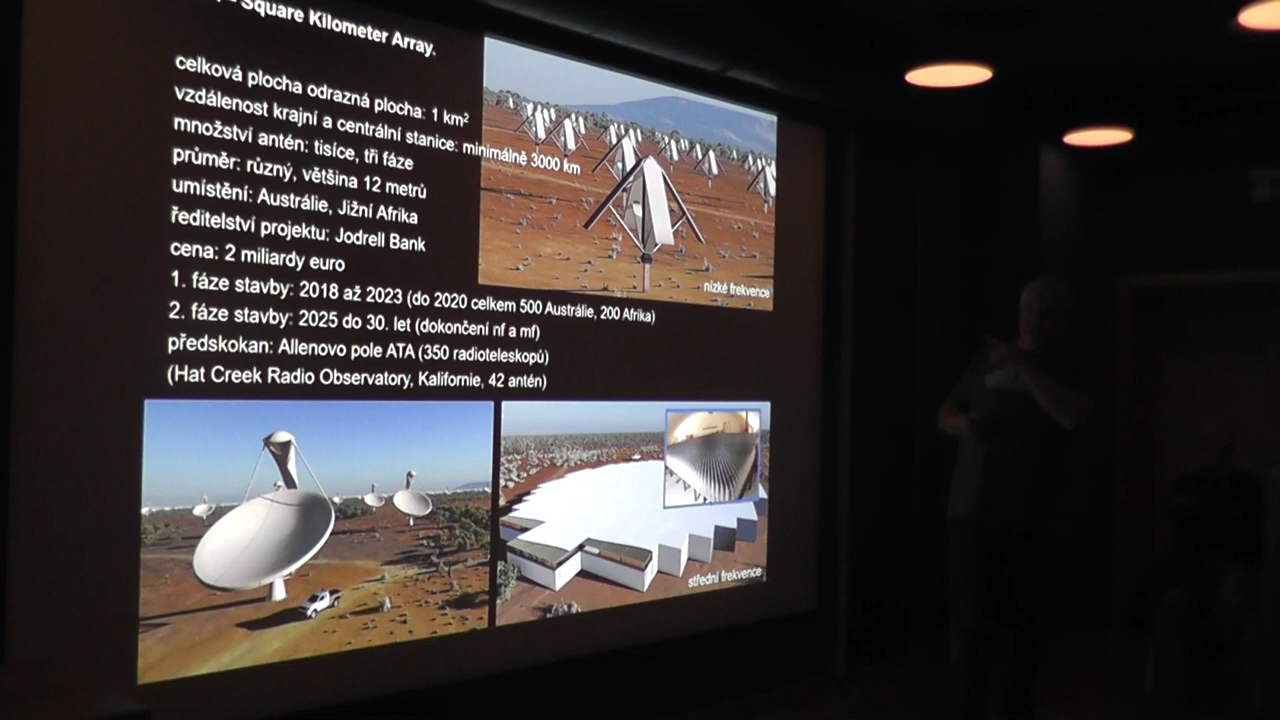 Square Kilometer Array.
celková plocha odrazná plocha: 1 km²
vzdálenost krajní a centrální stanice: minimálně 3000 km
množství antén: tisíce, tři fáze
průměr: různý, většina 12 metrů
umístění: Austrálie, Jižní Afrika
ředitelství projektu: Jodrell Bank
cena: 2 miliardy euro
1. fáze stavby: 2018 až 2023 (do 2020 celkem 500 Austrálie, 200 Afrika)
2. fáze stavby: 2025 do 30. let (dokončení nf a mf)
předskokan: Allenovo pole ATA (350 radioteleskopů)
(Hat Creek Radio Observatory, Kalifornie, 42 antén)
nízké frekvence
střední frekvence